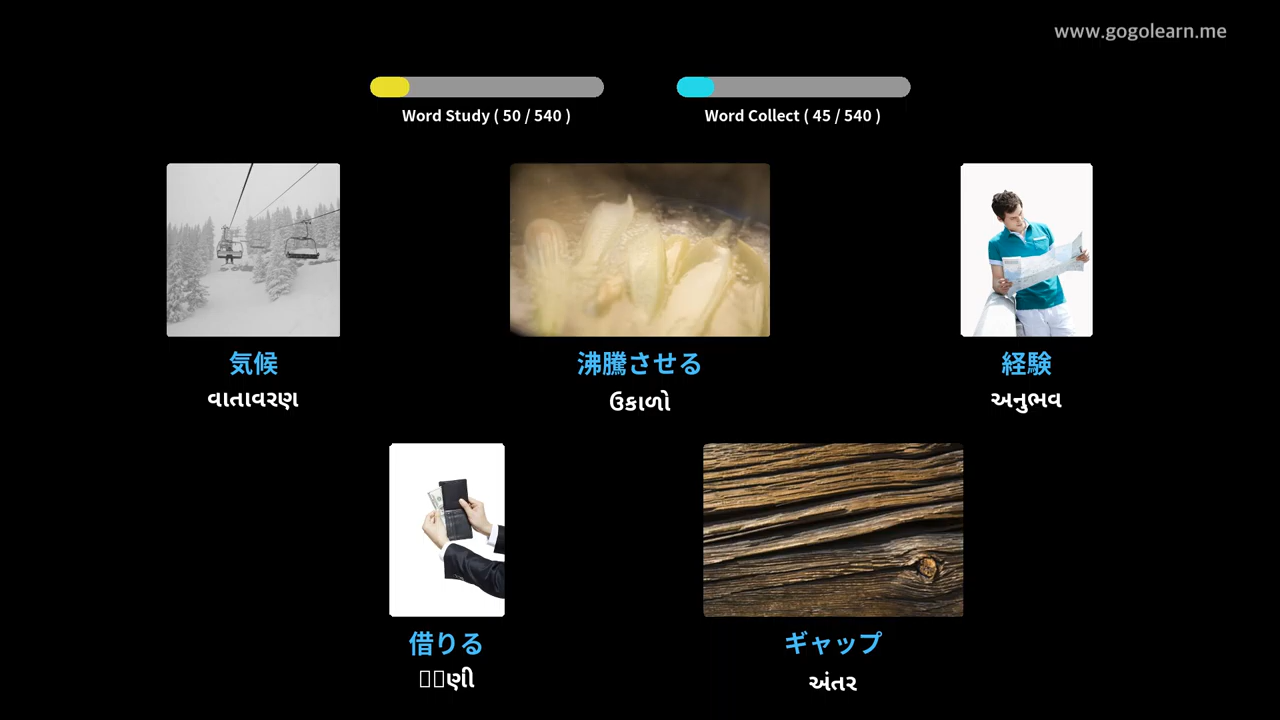 www.gogolearn.me
Word Study ( 50 / 540 )
Word Collect ( 45 / 540 )
気候
沸騰させる
経験
વાતાવરણ
ઉકાળો
અનુભવ
借りる
ギャップ
ણી
અંતર